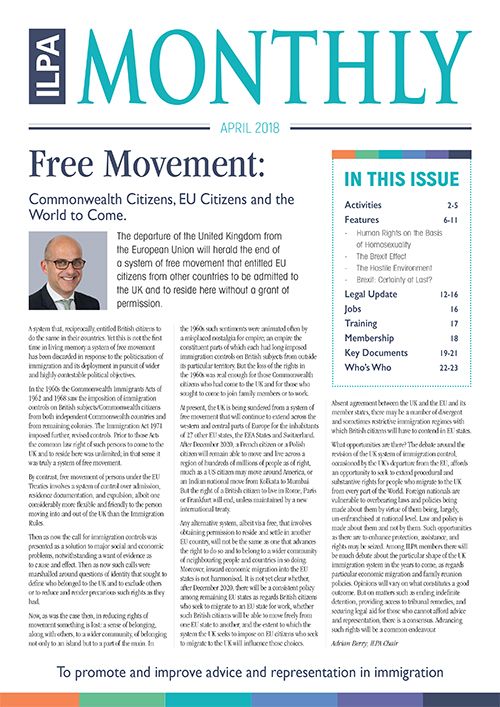 ILPA
MONTHLY
APRIL 2018
Free Movement:
Commonwealth Citizens, EU Citizens and the
World to Come.
The departure of the United Kingdom from
the European Union will herald the end of
a system of free movement that entitled EU
citizens from other countries to be admitted to
the UK and to reside here without a grant of
permission.
A system that, reciprocally, entitled British citizens to
do the same in their countries. Yet this is not the first
time in living memory a system of free movement
has been discarded in response to the politicisation of
immigration and its deployment in pursuit of wider
and highly contestable political objectives.
In the 1960s the Commonwealth Immigrants Acts of
1962 and 1968 saw the imposition of immigration
controls on British subjects/Commonwealth citizens
from both independent Commonwealth countries and
from remaining colonies. The Immigration Act 1971
imposed further, revised controls. Prior to those Acts
the common law right of such persons to come to the
UK and to reside here was unlimited; in that sense it
was truly a system of free movement.
By contrast, free movement of persons under the EU
Treaties involves a system of control over admission,
residence documentation, and expulsion; albeit one
considerably more flexible and friendly to the person
moving into and out of the UK than the Immigration
Rules.
Then as now the call for immigration controls was
presented as a solution to major social and economic
problems, notwithstanding a want of evidence as
to cause and effect. Then as now such calls were
marshalled around questions of identity that sought to
define who belonged to the UK and to exclude others
or to reduce and render precarious such rights as they
had.
Now, as was the case then, in reducing rights of
movement something is lost: a sense of belonging,
along with others, to a wider community, of belonging
not only to an island but to a part of the main. In
the 1960s such sentiments were animated often by
a misplaced nostalgia for empire; an empire the
constituent parts of which each had long imposed
immigration controls on British subjects from outside
its particular territory. But the loss of the rights in
the 1960s was real enough for those Commonwealth
citizens who had come to the UK and for those who
sought to come to join family members or to work.
At present, the UK is being sundered from a system of
free movement that will continue to extend across the
western and central parts of Europe for the inhabitants
of 27 other EU states, the EFA States and Switzerland.
After December 2020, a French citizen or a Polish
citizen will remain able to move and live across a
region of hundreds of millions of people as of right,
much as a US citizen may move around America, or
an Indian national move from Kolkata to Mumbai.
But the right of a British citizen to live in Rome, Paris
or Frankfurt will end, unless maintained by a new
international treaty.
Any alternative system, albeit via a free, that involves
obtaining permission to reside and settle in another
EU country, will not be the same as one that advances
the right to do so and to belong to a wider community
of neighbouring people and countries in so doing.
Moreover, inward economic migration into the EU
states is not harmonised. It is not yet clear whether,
after December 2020, there will be a consistent policy
among remaining EU states as regards British citizens
who seek to migrate to an EU state for work, whether
such British citizens will be able to move freely from
one EU state to another, and the extent to which the
system the UK seeks to impose on EU citizens who seek
to migrate to the UK will influence those choices.
IN THIS ISSUE
Activities 2-5
Features 6-11
- Human Rights on the Basis
of Homosexuality
- The Brexit Effect
- The Hostile Environment
- Brexit: Certainty at Last?
Legal Update 12-16
Jobs 16
Training 17
Membership 18
Key Documents 19-21
Who's Who 22-23
Absent agreement between the UK and the EU and its
member states, there may be a number of divergent
and sometimes restrictive immigration regimes with
which British citizens will have to contend in EU states.
What opportunities are there? The debate around the
revision of the UK system of immigration control,
occasioned by the UK's departure from the EU, affords
an opportunity to seek to extend procedural and
substantive rights for people who migrate to the UK
from every part of the World. Foreign nationals are
vulnerable to overbearing laws and policies being
made about them by virtue of them being, largely,
un-enfranchised at national level. Law and policy is
made about them and not by them. Such opportunities
as there are to enhance protection, assistance, and
rights may be seized. Among ILPA members there will
be much debate about the particular shape of the UK
immigration system in the years to come, as regards
particular economic migration and family reunion
policies. Opinions will vary on what constitutes a good
outcome. But on matters such as ending indefinite
detention, providing access to tribunal remedies, and
securing legal aid for those who cannot afford advice
and representation, there is a consensus. Advancing
such rights will be a common endeavour.
Adrian Berry, ILPA Chair
To promote and improve advice and representation in immigration